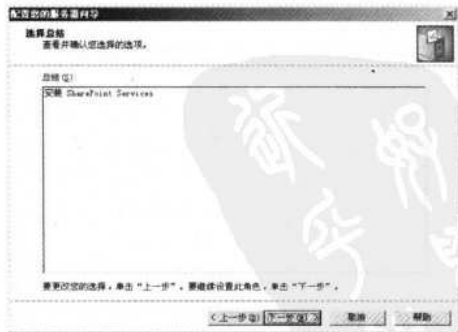 配置您的服务器向导
选择总结
查看并确认您选择的选项。
总结(S):
安装 SharePoint Services
要更改您的选择，单击“上一步”。要继续设置此角色，单击“下一步”。
<上一步(B) 下一步(N)> 取消 帮助